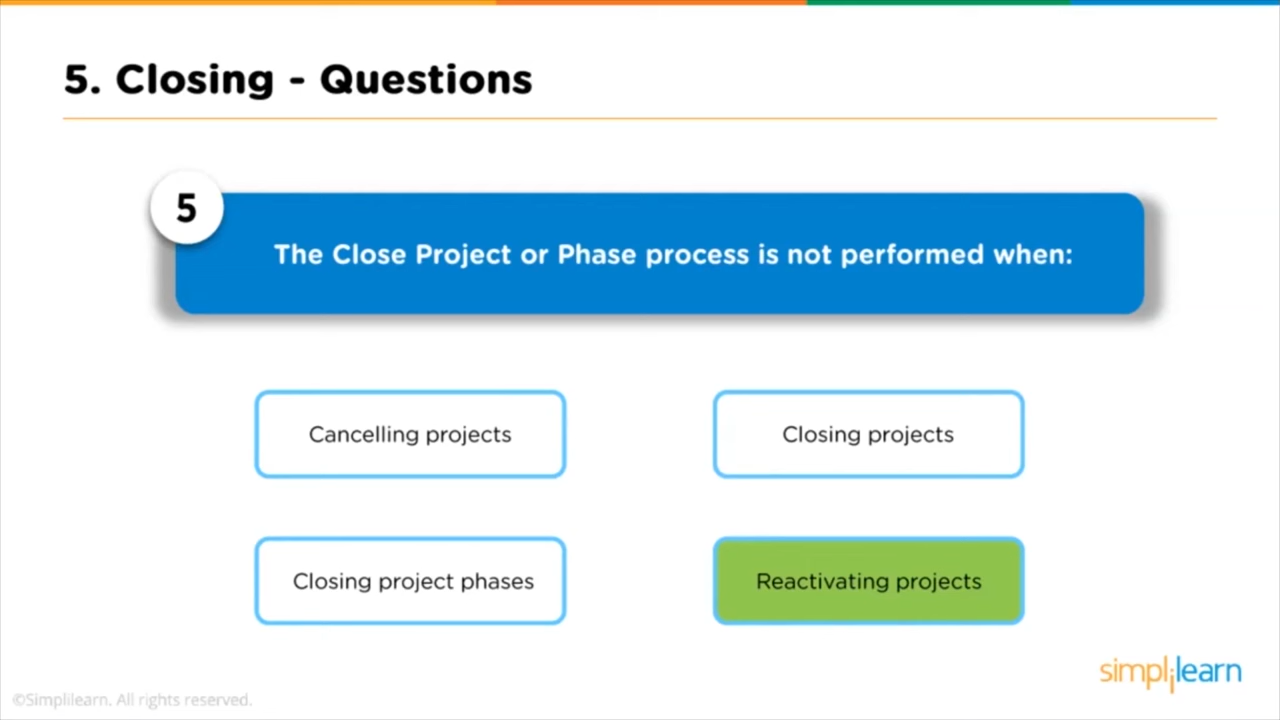 5. Closing - Questions
5
The Close Project or Phase process is not performed when:
Cancelling projects
Closing projects
Closing project phases
Reactivating projects
simplilearn
©Simplilearn. All rights reserved.